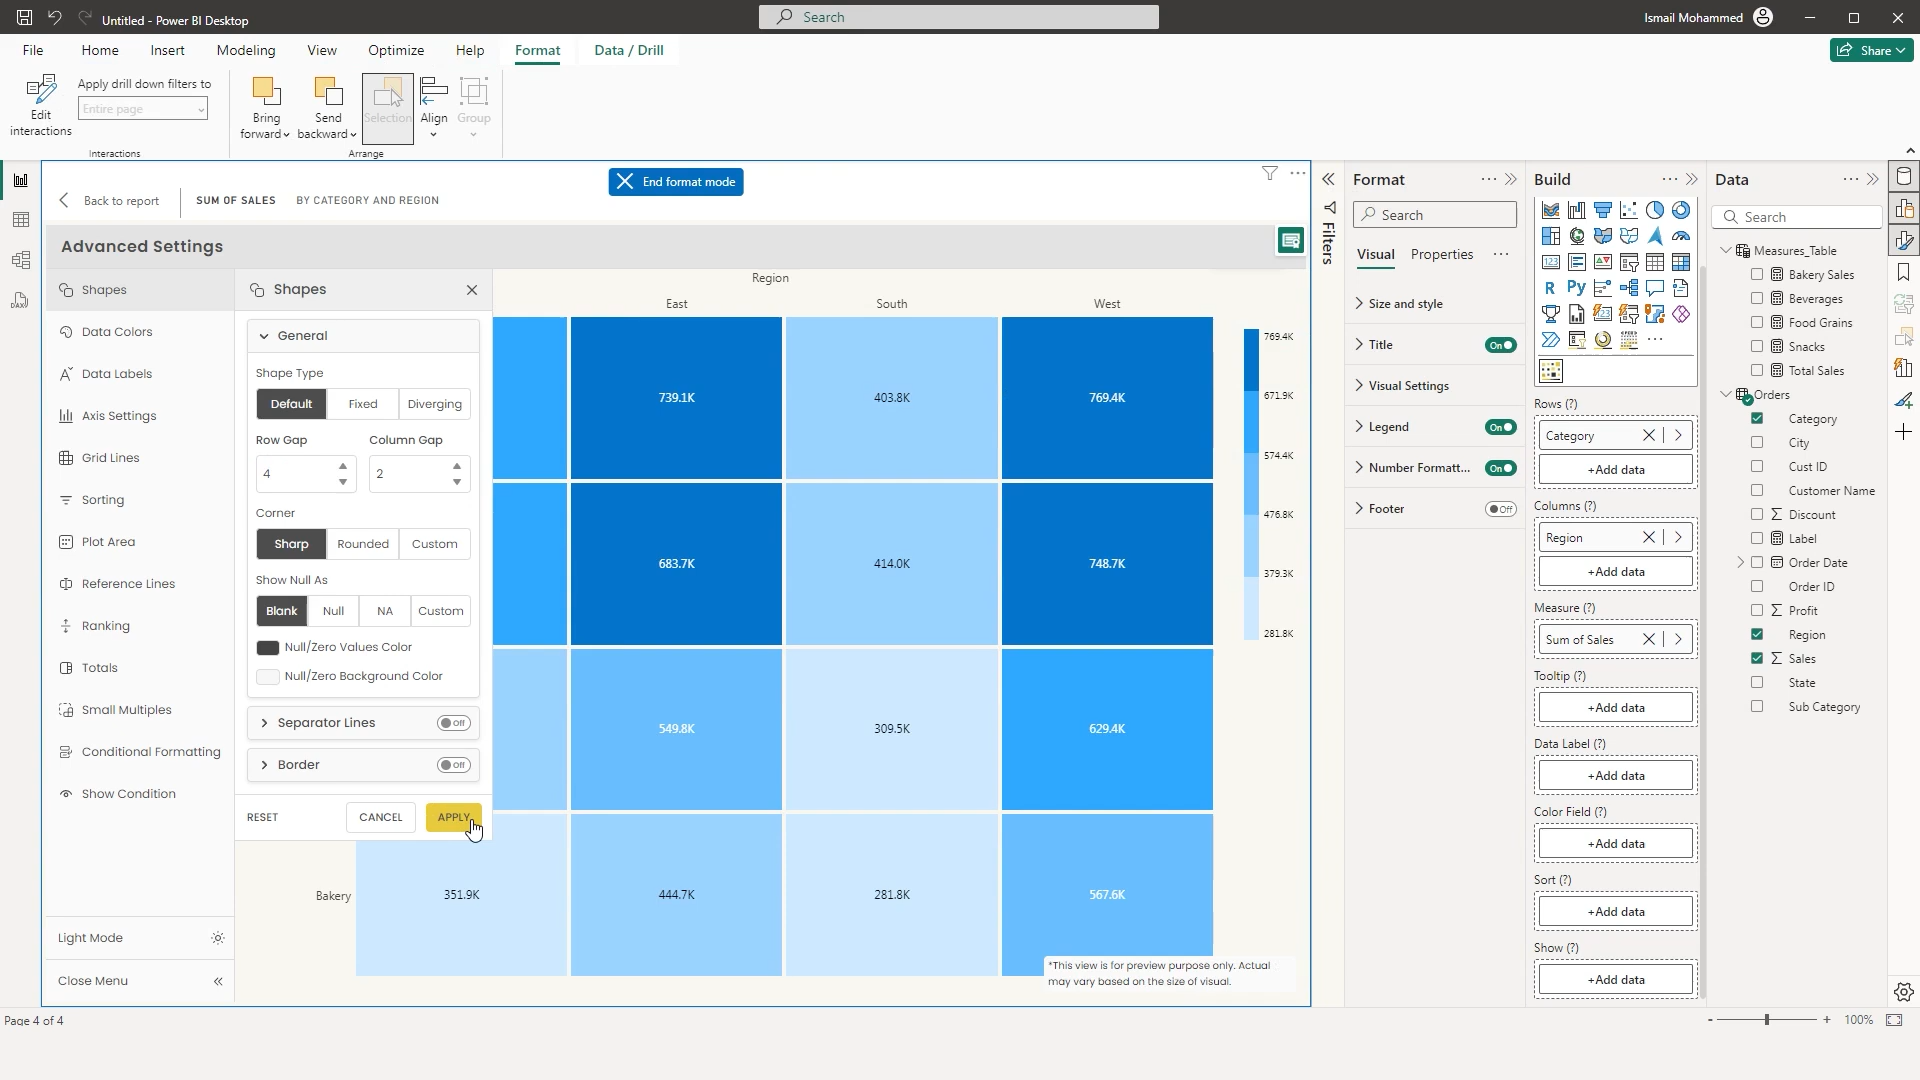 Untitled - Power BI Desktop
Search
Ismail Mohammed
File
Home
Insert
Modeling
View
Optimize
Help
Format
Data / Drill
Share
Edit
interactions
Apply drill down filters to
Entire page
Interactions
Bring
forward
Send
backward
Selection
Align
Group
Arrange
Back to report
SUM OF SALES
BY CATEGORY AND REGION
End format mode
Advanced Settings
Shapes
Data Colors
Data Labels
Axis Settings
Grid Lines
Sorting
Plot Area
Reference Lines
Ranking
Totals
Small Multiples
Conditional Formatting
Show Condition
Light Mode
Close Menu
Shapes
General
Shape Type
Default
Fixed
Diverging
Row Gap
Column Gap
4
2
Corner
Sharp
Rounded
Custom
Show Null As
Blank
Null
NA
Custom
Null/Zero Values Color
Null/Zero Background Color
Separator Lines
Off
Border
Off
RESET
CANCEL
APPLY
Region
East
South
West
739.1K
403.8K
769.4K
683.7K
414.0K
748.7K
549.8K
309.5K
629.4K
Bakery
351.9K
444.7K
281.8K
567.6K
769.4K
671.9K
574.4K
476.8K
379.3K
281.8K
*This view is for preview purpose only. Actual
may vary based on the size of visual.
Filters
Format
Search
Visual
Properties
Size and style
Title
On
Visual Settings
Legend
On
Number Formatt...
On
Footer
Off
Build
123
123
R
Py
Rows (?)
Category
+Add data
Columns (?)
Region
+Add data
Measure (?)
Sum of Sales
Tooltip (?)
+Add data
Data Label (?)
+Add data
Color Field (?)
+Add data
Sort (?)
+Add data
Show (?)
+Add data
Data
Search
Measures_Table
Bakery Sales
Beverages
Food Grains
Snacks
Total Sales
Orders
Category
City
Cust ID
Customer Name
Discount
Label
Order Date
Order ID
Profit
Region
Sales
State
Sub Category
DAX
Page 4 of 4
100%